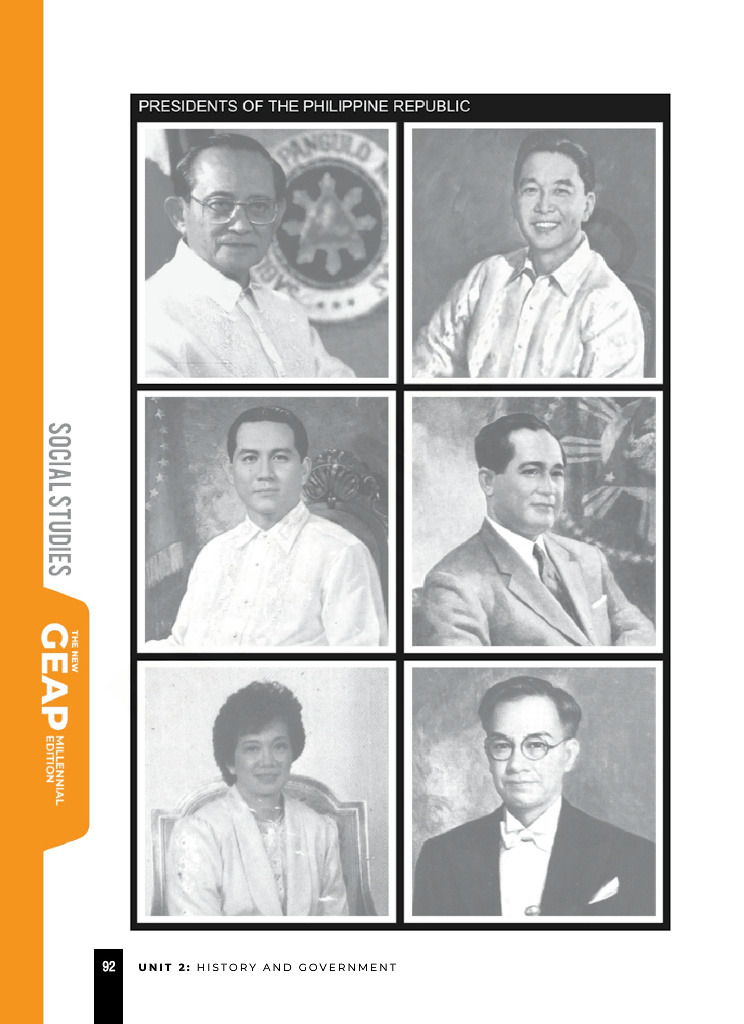 PRESIDENTS OF THE PHILIPPINE REPUBLIC
PANGULO
SOCIAL STUDIES
THE NEW
GEAP
MILLENNIAL
EDITION
92
UNIT 2: HISTORY AND GOVERNMENT